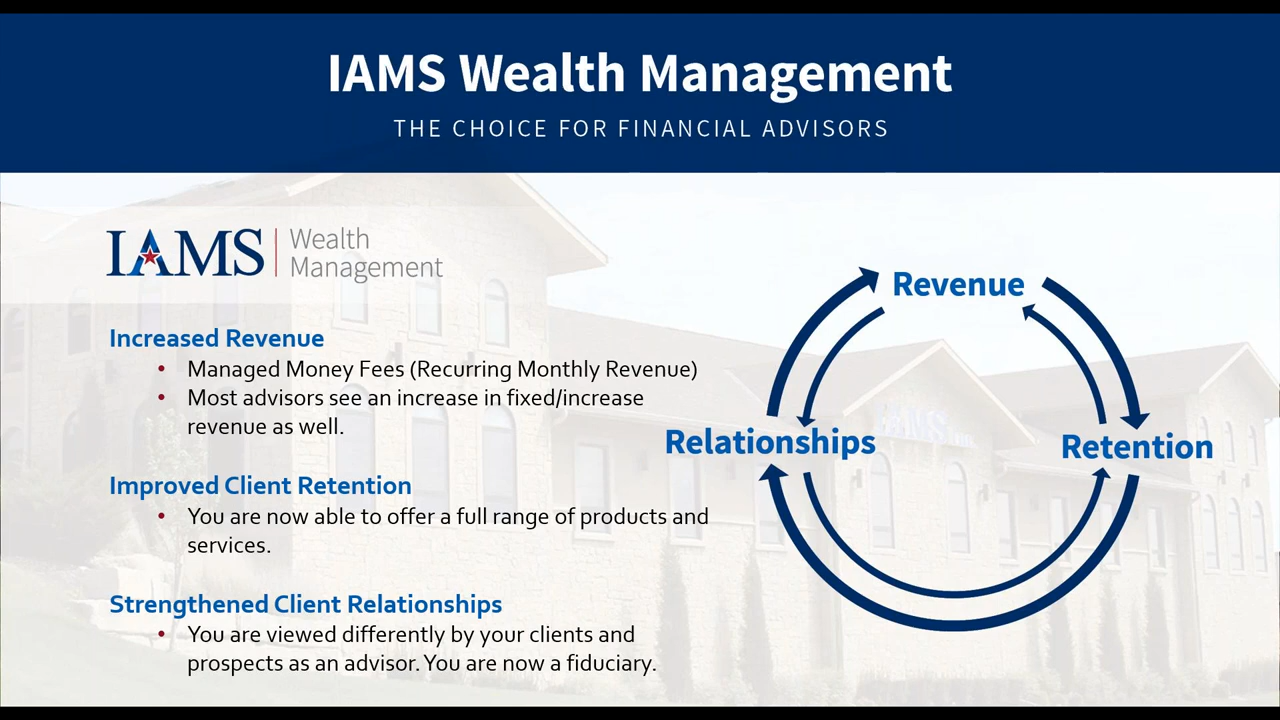 IAMS Wealth Management
THE CHOICE FOR FINANCIAL ADVISORS
IAMS
Wealth
Management
Increased Revenue
• Managed Money Fees (Recurring Monthly Revenue)
• Most advisors see an increase in fixed/increase
revenue as well.
Improved Client Retention
• You are now able to offer a full range of products and
services.
Strengthened Client Relationships
• You are viewed differently by your clients and
prospects as an advisor. You are now a fiduciary.
Revenue
Relationships
Retention
IAMS